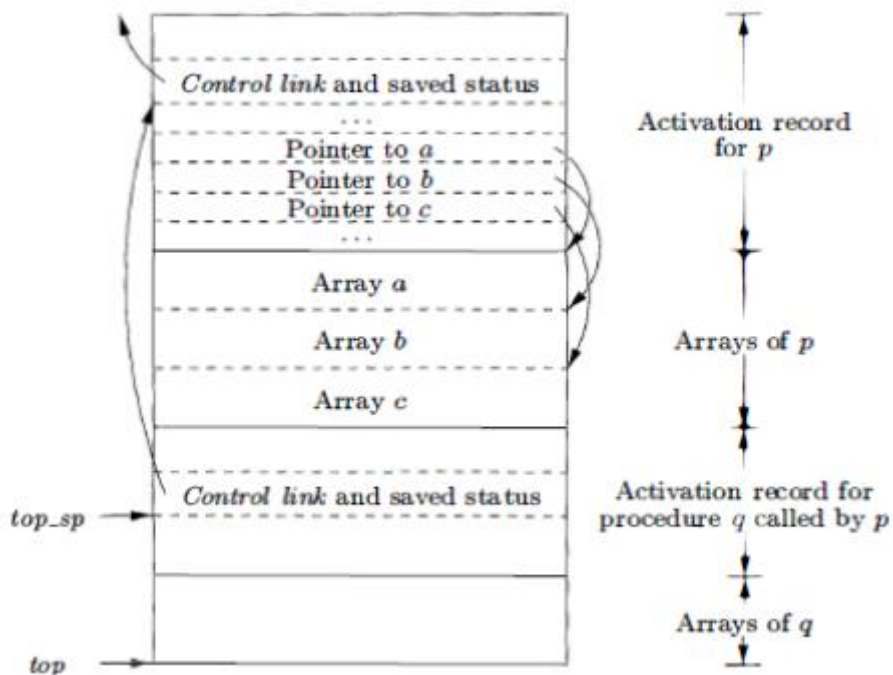 Control link and saved status
. . .
Pointer to a
Pointer to b
Pointer to c
. . .
Activation record
for p
Array a
Array b
Array c
Arrays of p
Control link and saved status
top_sp
Activation record for
procedure q called by p
Arrays of q
top